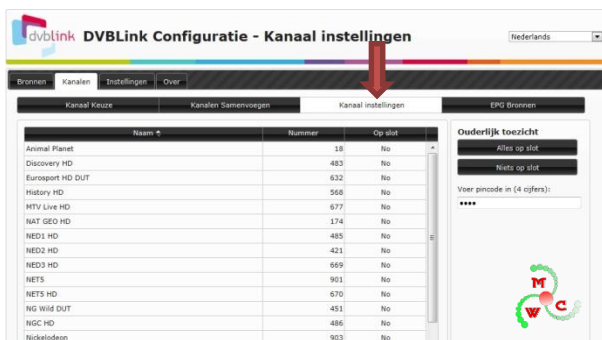 dvblink DVBLink Configuratie - Kanaal instellingen
Nederlands
Bronnen Kanalen Instellingen Over
Kanaal Keuze Kanalen Samenvoegen Kanaal instellingen EPG Bronnen
Naam Nummer Op slot
Animal Planet 18 No
Discovery HD 483 No
Eurosport HD DUT 632 No
History HD 568 No
MTV Live HD 677 No
NAT GEO HD 174 No
NED1 HD 485 No
NED2 HD 421 No
NED3 HD 669 No
NET5 901 No
NET5 HD 670 No
NG Wild DUT 451 No
NGC HD 486 No
Nickelodeon 903 No
Ouderlijk toezicht
Alles op slot
Niets op slot
Voer pincode in (4 cijfers):
••••
M
W C